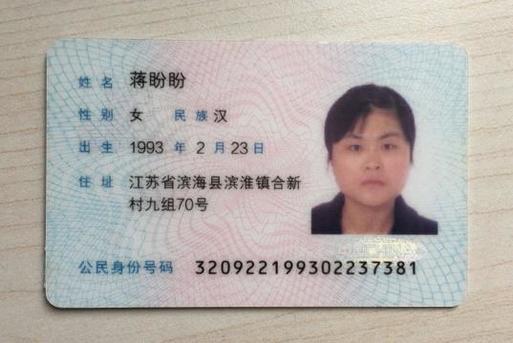 姓名 蒋盼盼
性别 女 民族 汉
出生 1993 年 2 月 23 日
住址 江苏省滨海县滨淮镇合新
村九组70号
公民身份号码 320922199302237381